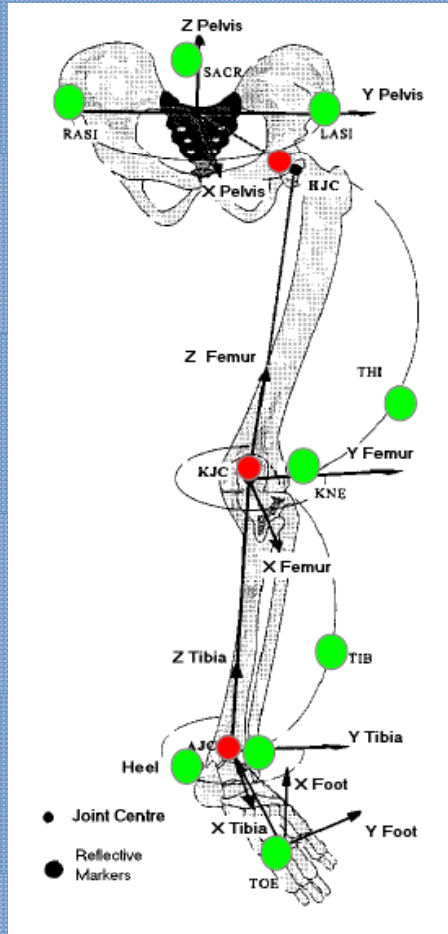 Z Pelvis
SACR
Y Pelvis
RASI
LASI
X Pelvis
HJC
Z Femur
THI
Y Femur
KJC
KNE
X Femur
Z Tibia
TIB
AJC
Y Tibia
Heel
X Foot
Joint Centre
X Tibia
Y Foot
Reflective
Markers
TOE